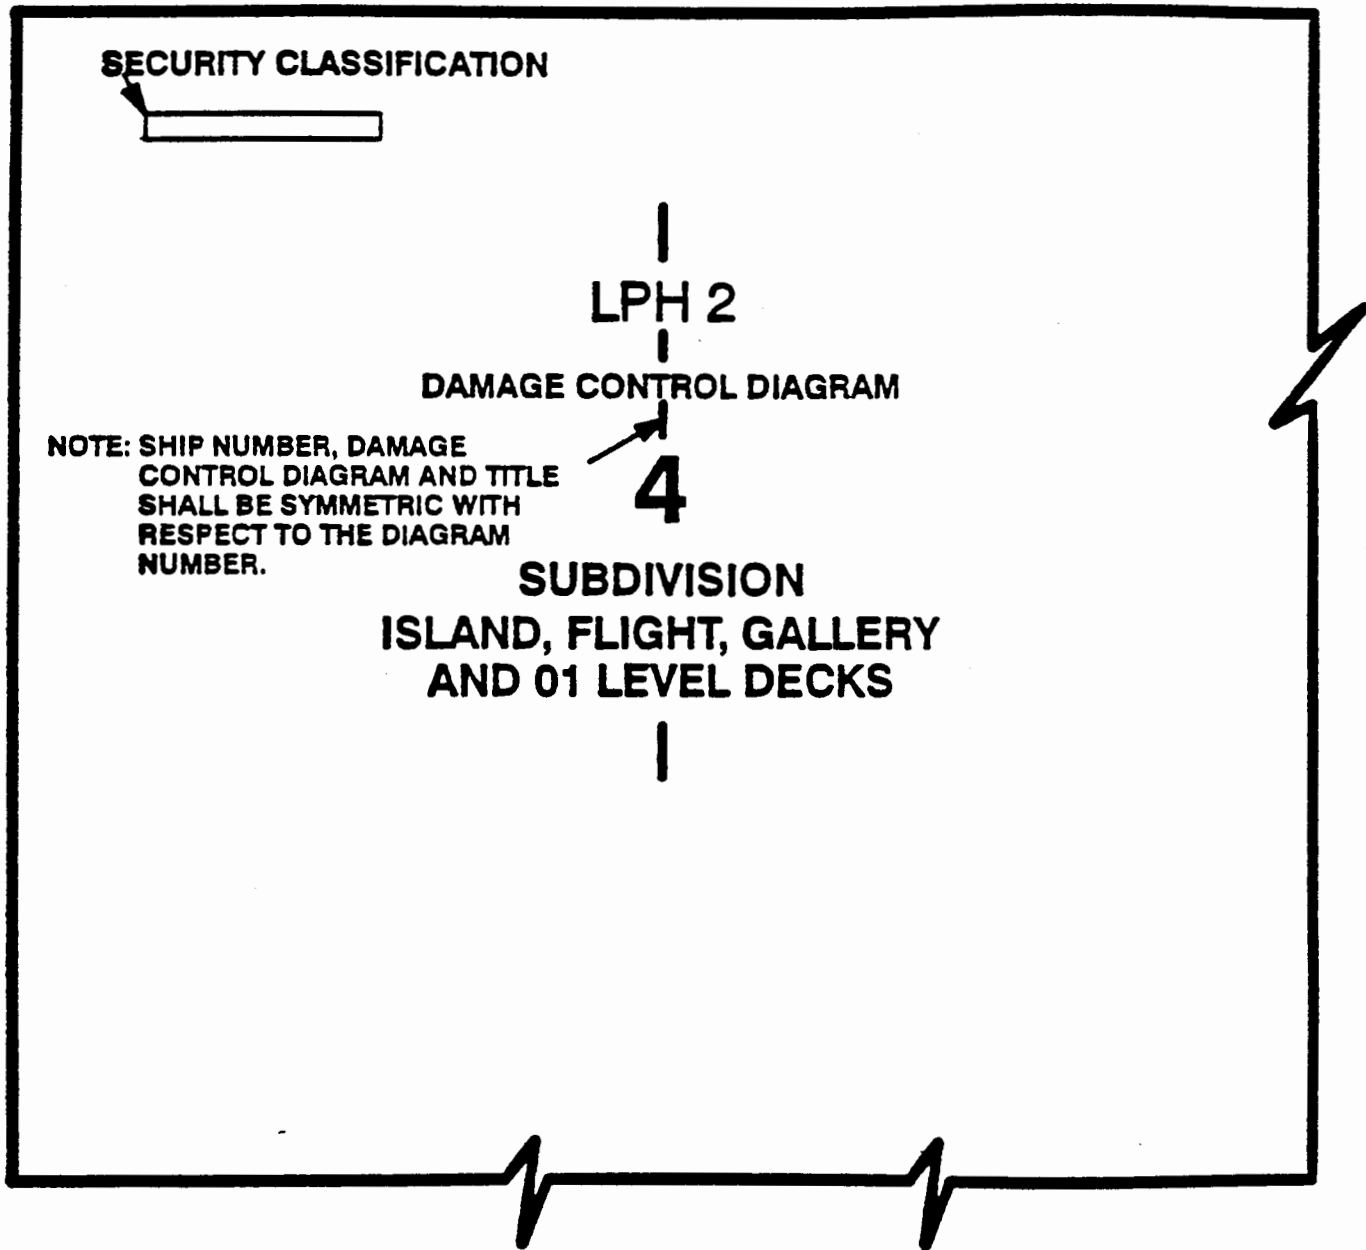 SECURITY CLASSIFICATION
LPH 2
DAMAGE CONTROL DIAGRAM
NOTE: SHIP NUMBER, DAMAGE
CONTROL DIAGRAM AND TITLE
SHALL BE SYMMETRIC WITH
RESPECT TO THE DIAGRAM
NUMBER.
4
SUBDIVISION
ISLAND, FLIGHT, GALLERY
AND 01 LEVEL DECKS